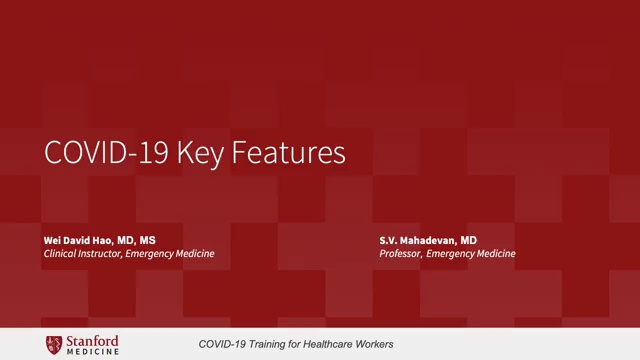 COVID-19 Key Features
Wei David Hao, MD, MS
Clinical Instructor, Emergency Medicine
S.V. Mahadevan, MD
Professor, Emergency Medicine
Stanford
MEDICINE
COVID-19 Training for Healthcare Workers